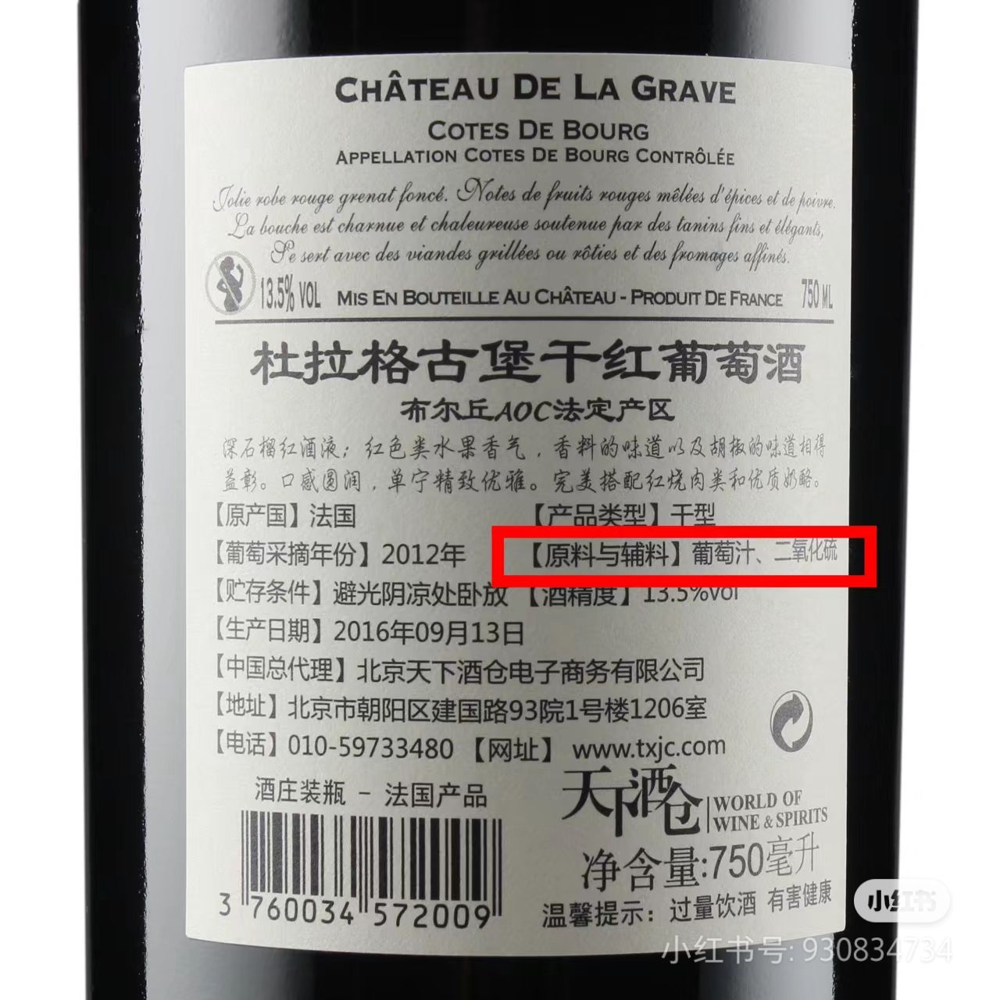 CHÂTEAU DE LA GRAVE
COTES DE BOURG
APPELLATION COTES DE BOURG CONTRÔLÉE
Jolie robe rouge grenat foncé. Notes de fruits rouges mêlées d'épices et de poivre.
La bouche est charnue et chaleureuse soutenue par des tanins fins et élégants,
Se sert avec des viandes grillées ou rôties et des fromages affinés.
13.5% VOL MIS EN BOUTEILLE AU CHÂTEAU - PRODUIT DE FRANCE 750 ML
杜拉格古堡干红葡萄酒
布尔丘AOC法定产区
深石榴红酒液；红色类水果香气，香料的味道以及胡椒的味道相得
益彰。口感圆润，单宁精致优雅。完美搭配红烧肉类和优质奶酪。
【原产国】法国 【产品类型】干型
【葡萄采摘年份】2012年 【原料与辅料】葡萄汁、二氧化硫
【贮存条件】避光阴凉处卧放 【酒精度】13.5%vol
【生产日期】2016年09月13日
【中国总代理】北京天下酒仓电子商务有限公司
【地址】北京市朝阳区建国路93院1号楼1206室
【电话】010-59733480 【网址】www.txjc.com
酒庄装瓶 - 法国产品
天下酒仓 WORLD OF
WINE & SPIRITS
净含量:750毫升
3 760034 572009
温馨提示：过量饮酒 有害健康
小红书
小红书号: 930834734